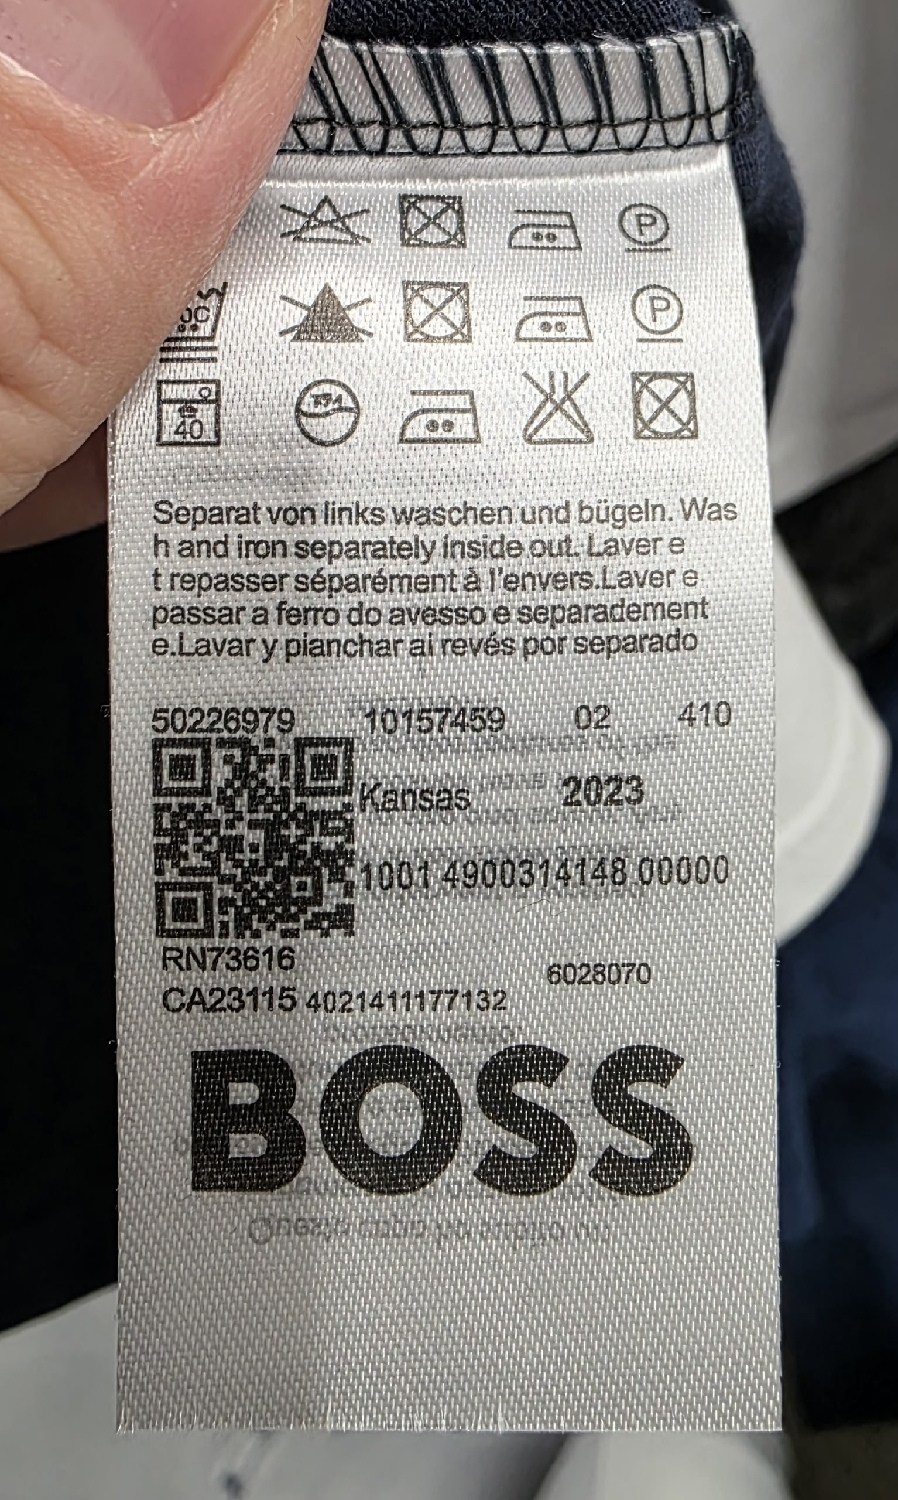 P
P
40
Separat von links waschen und bügeln. Was
h and iron separately inside out. Laver e
t repasser séparément à l'envers.Laver e
passar a ferro do avesso e separadement
e.Lavar y pianchar ai revés por separado
50226979 10157459 02 410
Kansas 2023
1001 4900314148 00000
RN73616
6028070
CA23115 4021411177132
BOSS